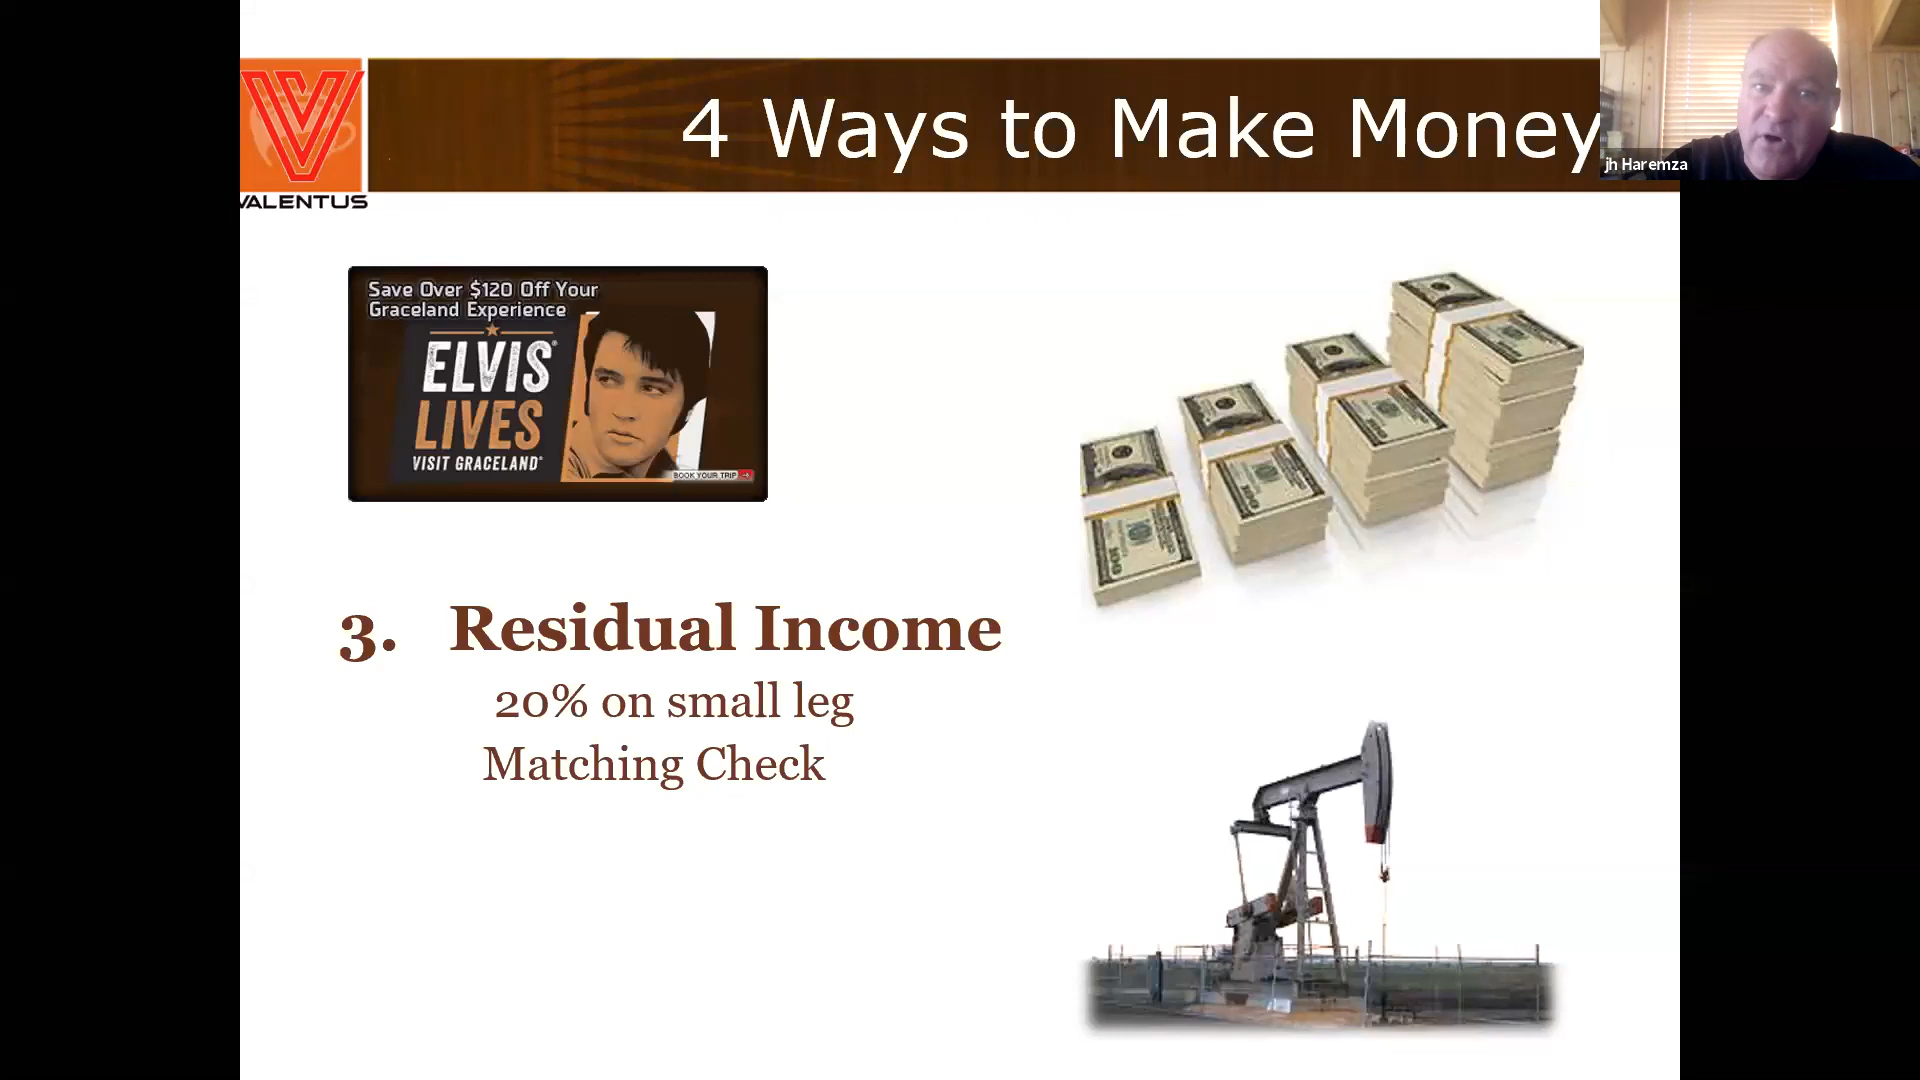 4 Ways to Make Money
jh Haremza
VALENTUS
Save Over $120 Off Your
Graceland Experience
ELVIS
LIVES
VISIT GRACELAND®
BOOK YOUR TRIP
3. Residual Income
20% on small leg
Matching Check